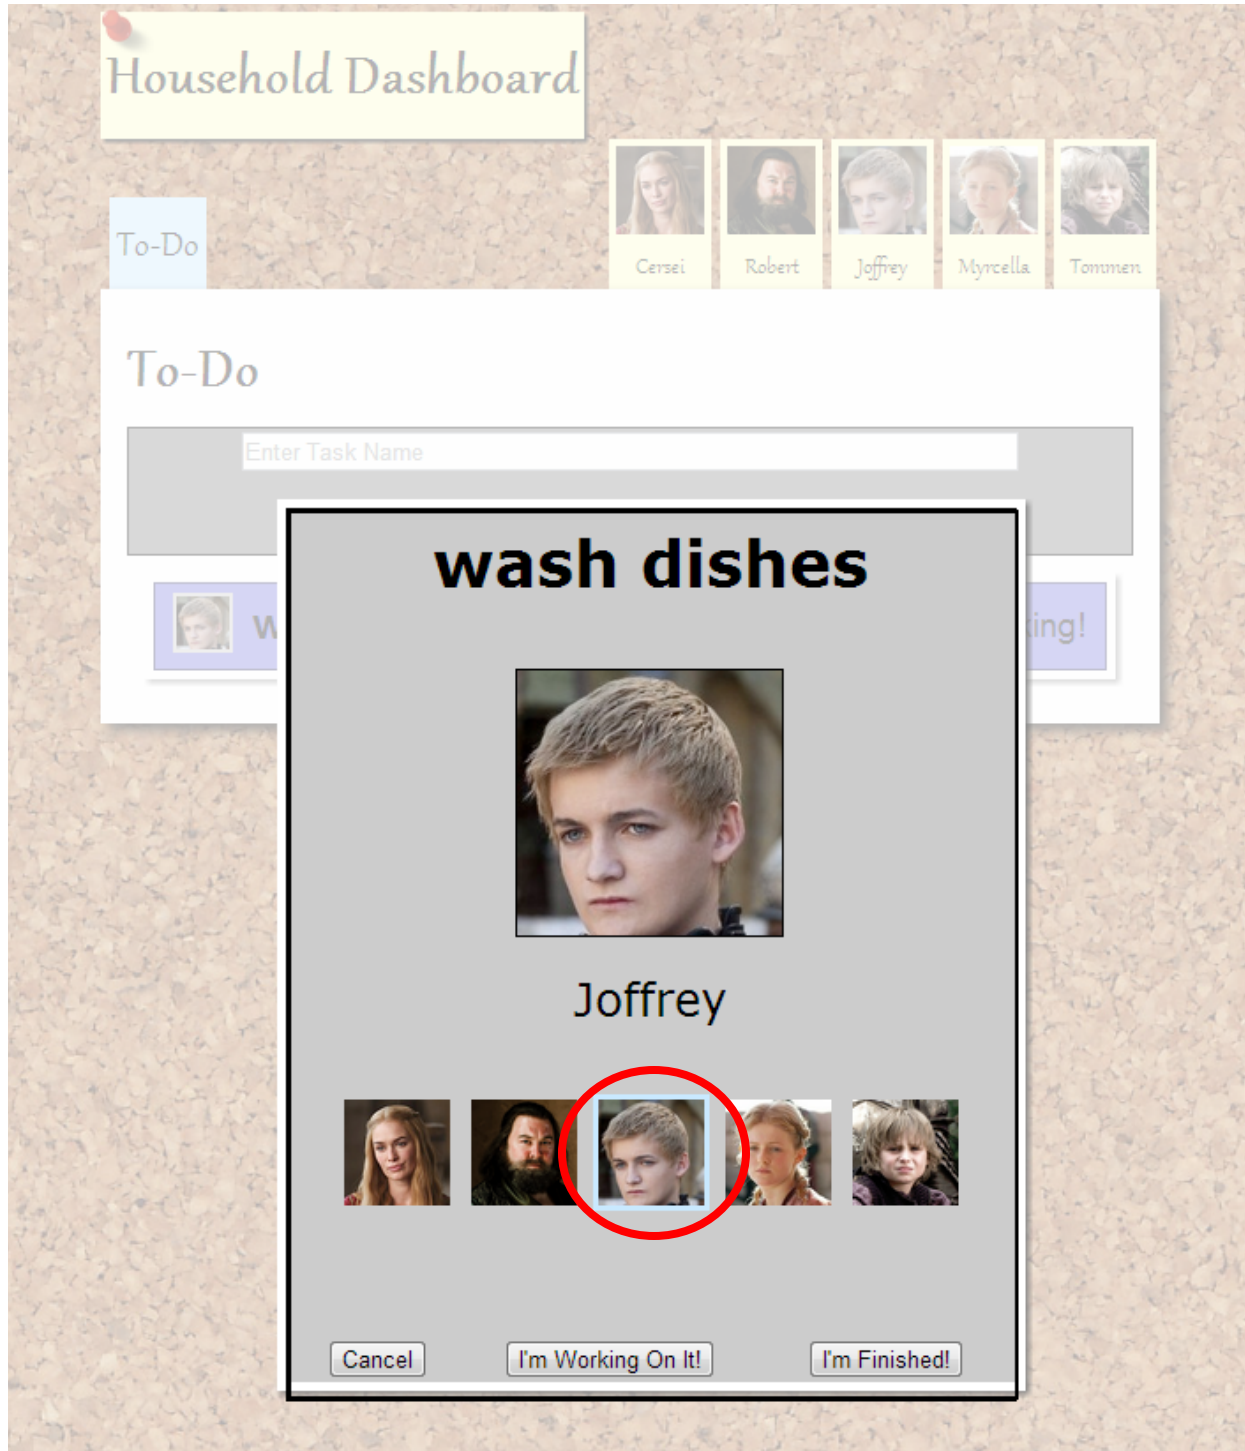 Household Dashboard
To-Do
Cersei
Robert
Joffrey
Myrcella
Tommen
To-Do
Enter Task Name
wash dishes
W
king!
Joffrey
Cancel
I'm Working On It!
I'm Finished!